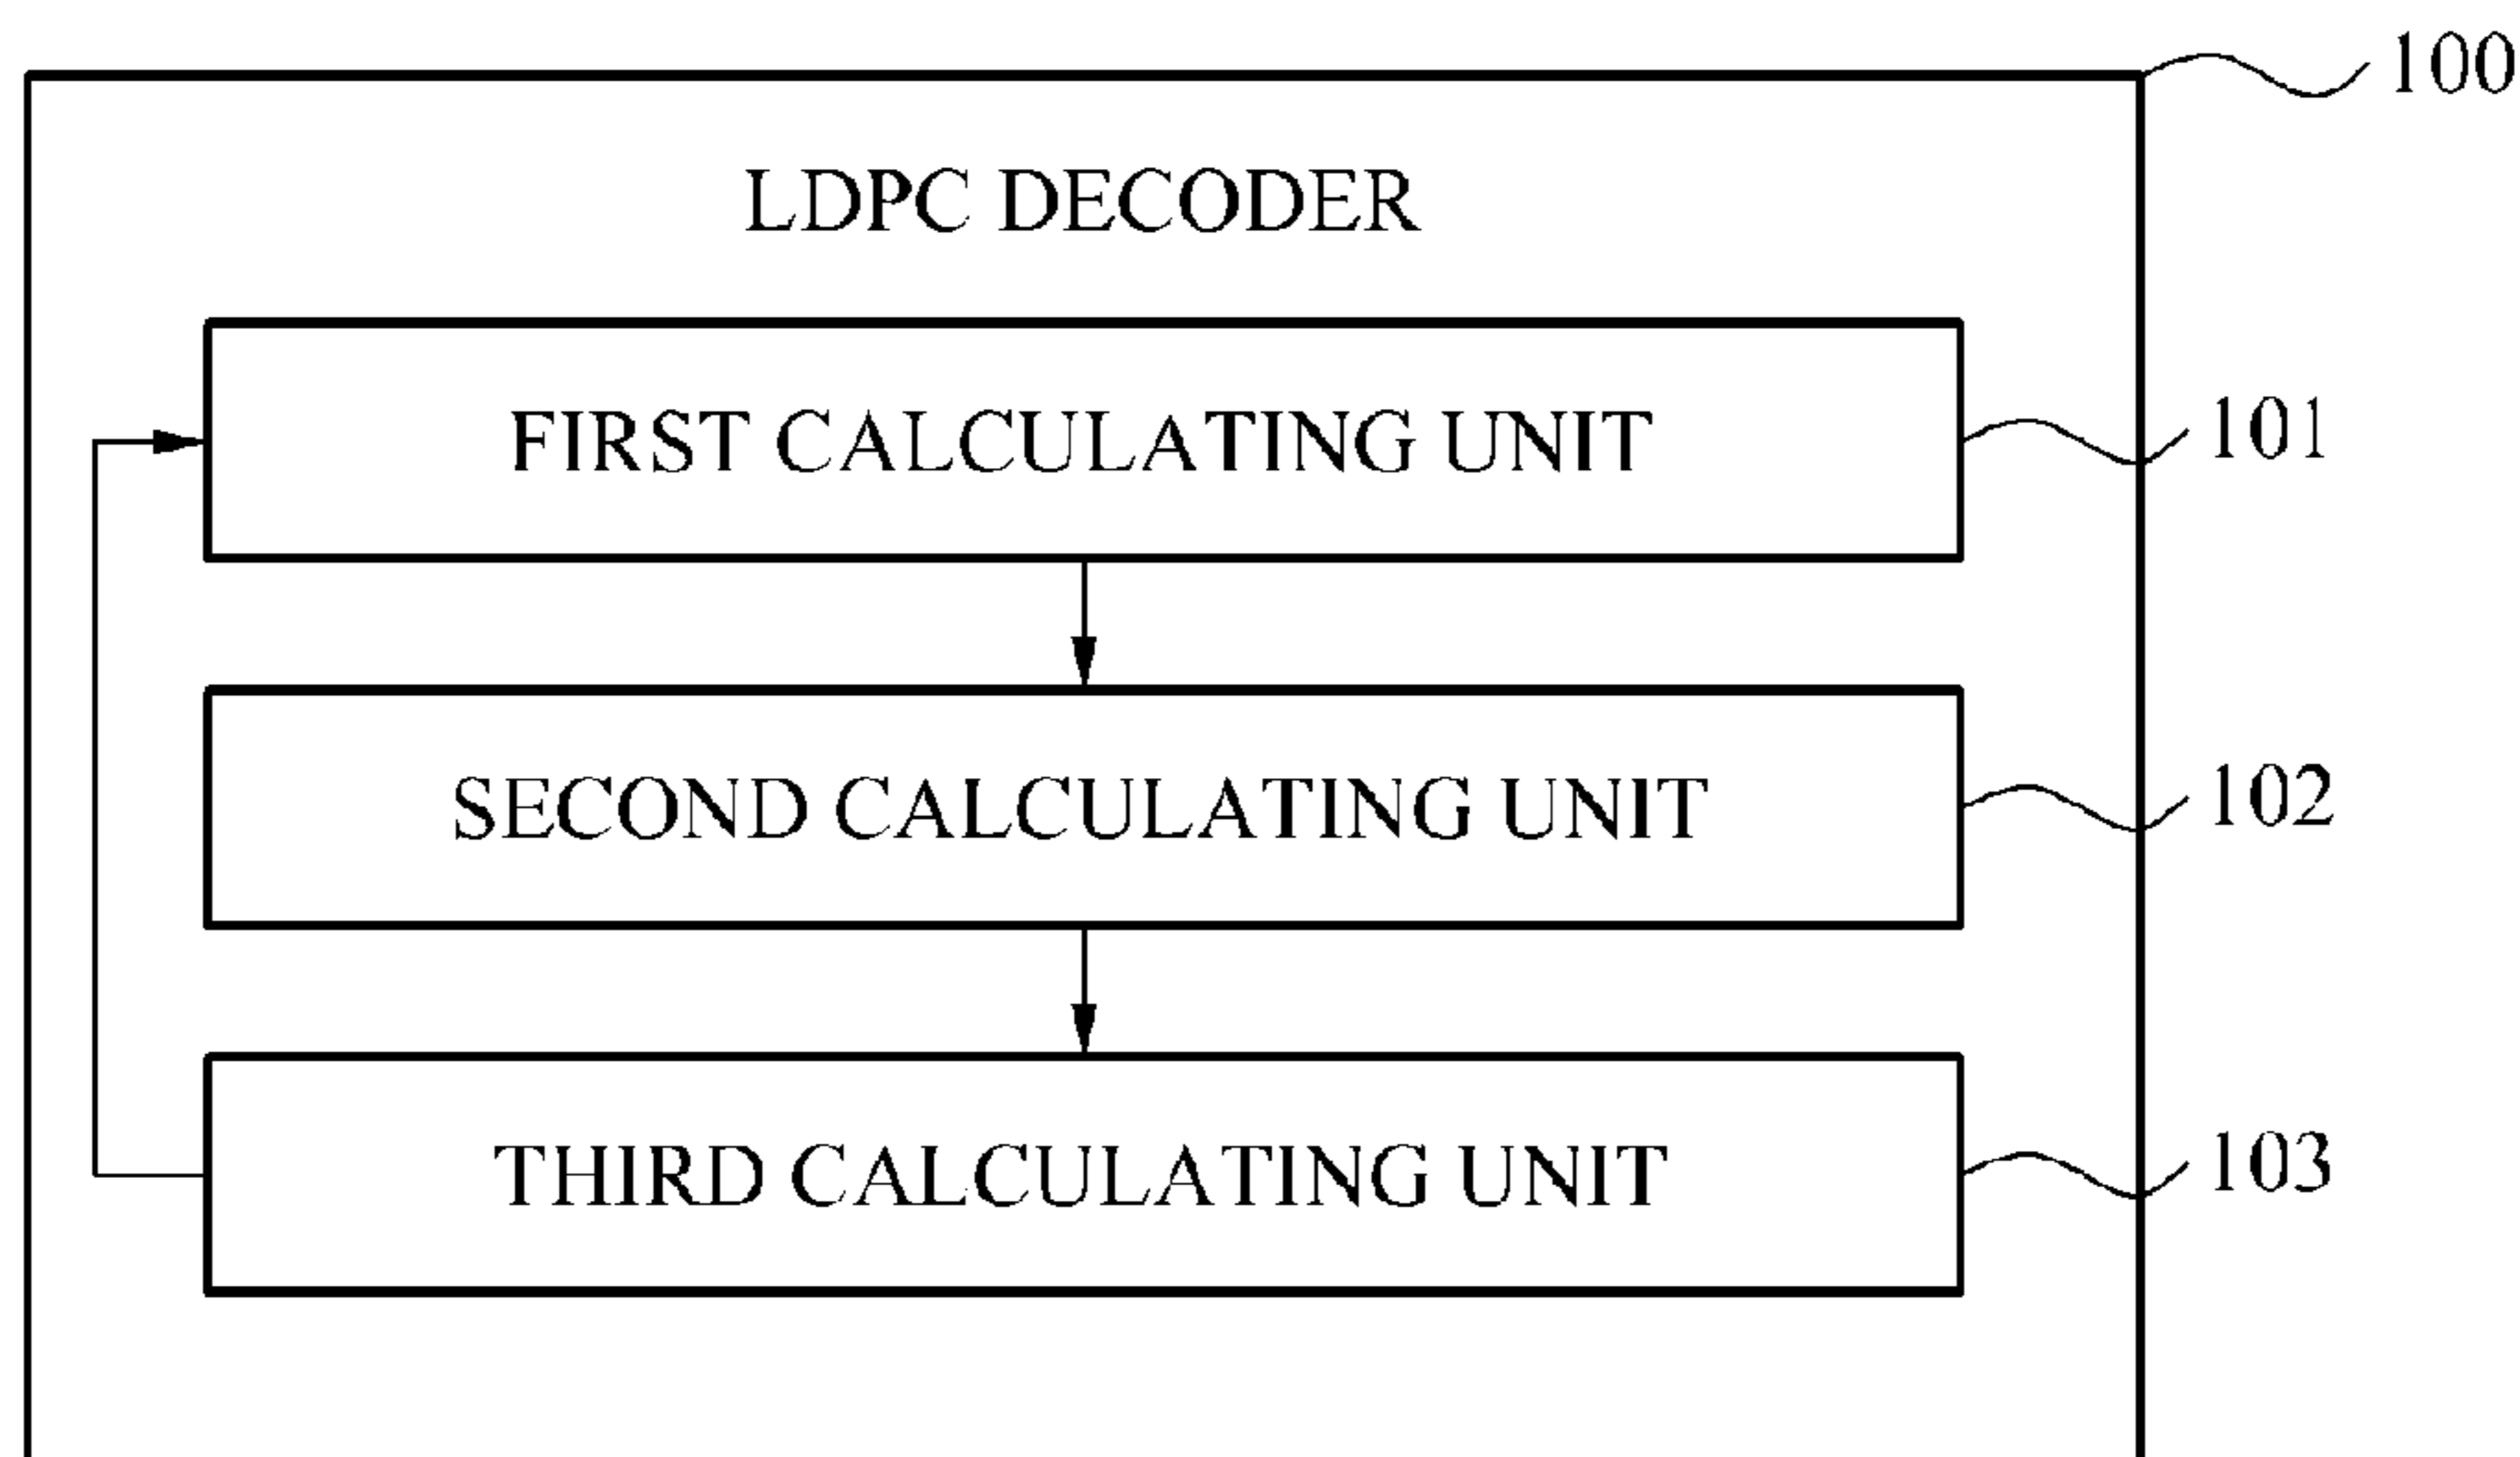 100
LDPC DECODER
FIRST CALCULATING UNIT
101
SECOND CALCULATING UNIT
102
THIRD CALCULATING UNIT
103